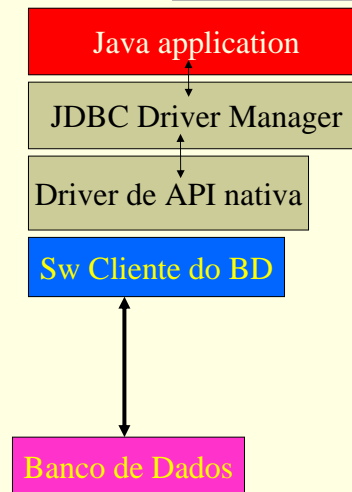 Java application
JDBC Driver Manager
Driver de API nativa
Sw Cliente do BD
Banco de Dados